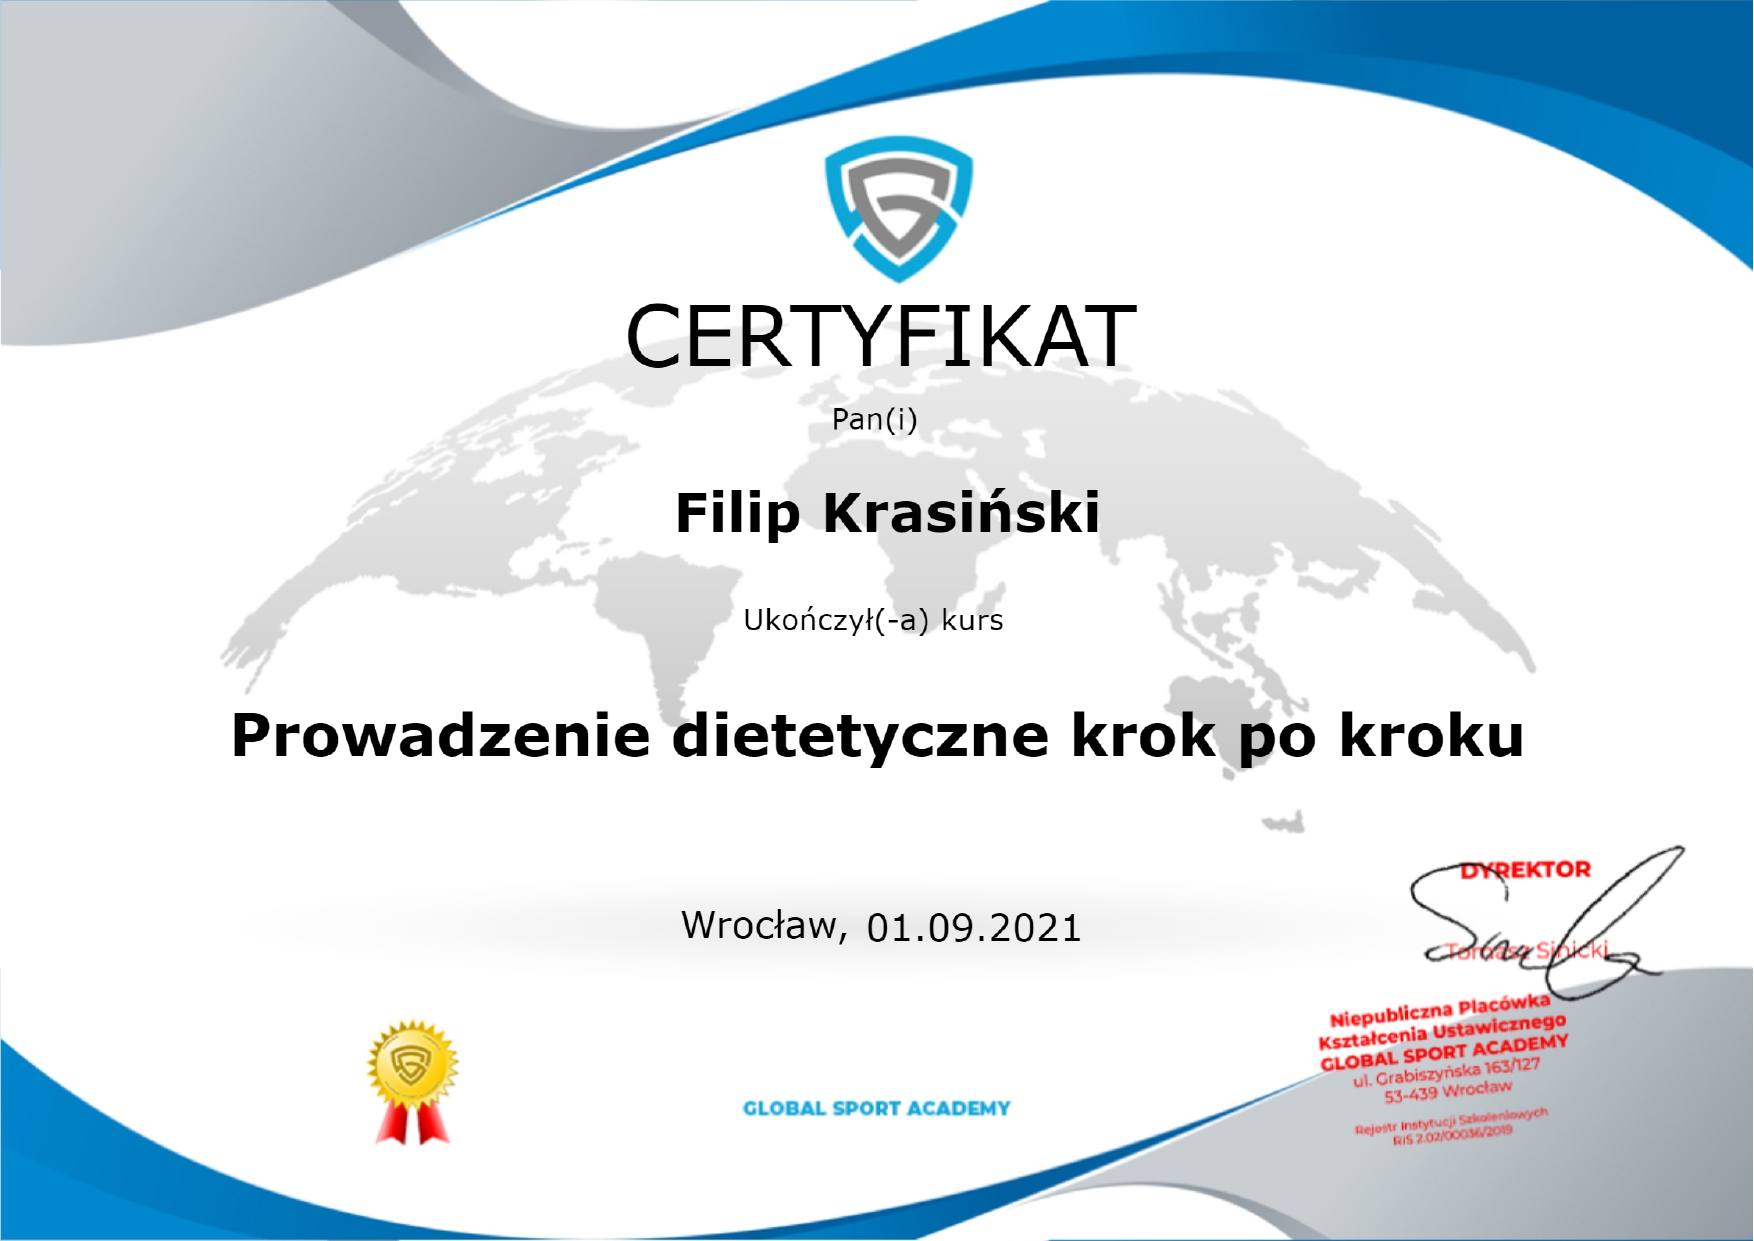 CERTYFIKAT
Pan(i)
Filip Krasiński
Ukończył(-a) kurs
Prowadzenie dietetyczne krok po kroku
Wrocław, 01.09.2021
DYREKTOR
Tomasz Sinicki
Niepubliczna Placówka
Kształcenia Ustawicznego
GLOBAL SPORT ACADEMY
ul. Grabiszyńska 163/127
53-439 Wrocław
Rejestr Instytucji Szkoleniowych
RIS 2.02/00036/2019
GLOBAL SPORT ACADEMY